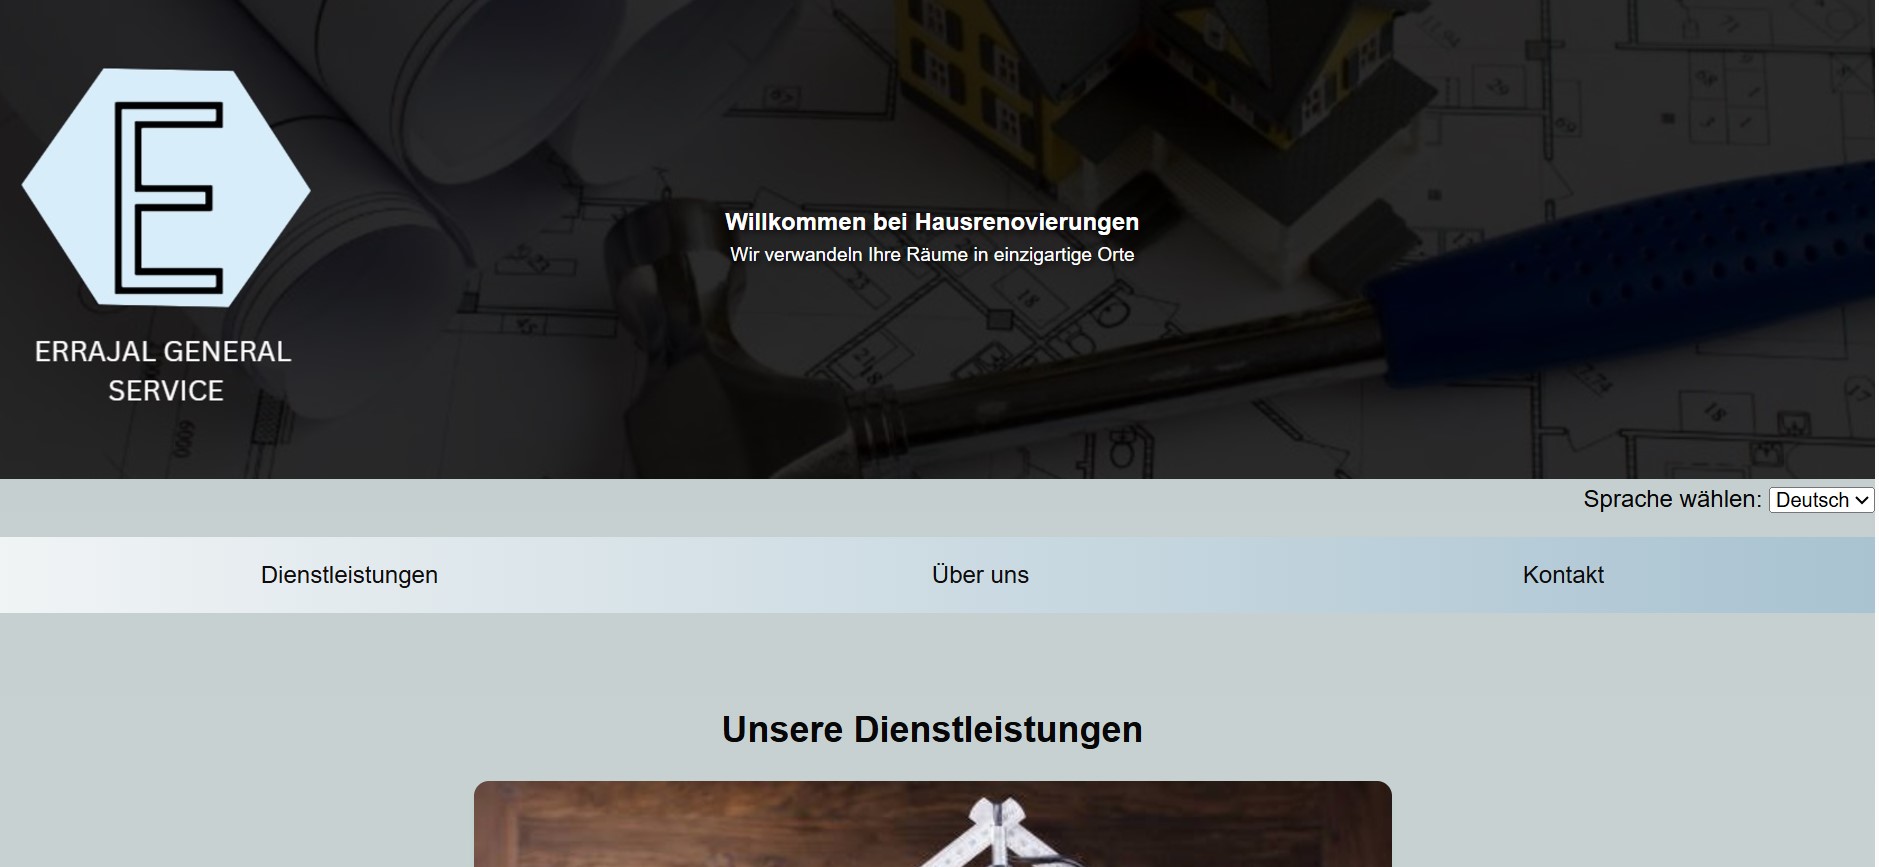 E
ERRAJAL GENERAL
SERVICE
Willkommen bei Hausrenovierungen
Wir verwandeln Ihre Räume in einzigartige Orte
Sprache wählen: Deutsch
Dienstleistungen Über uns Kontakt
Unsere Dienstleistungen